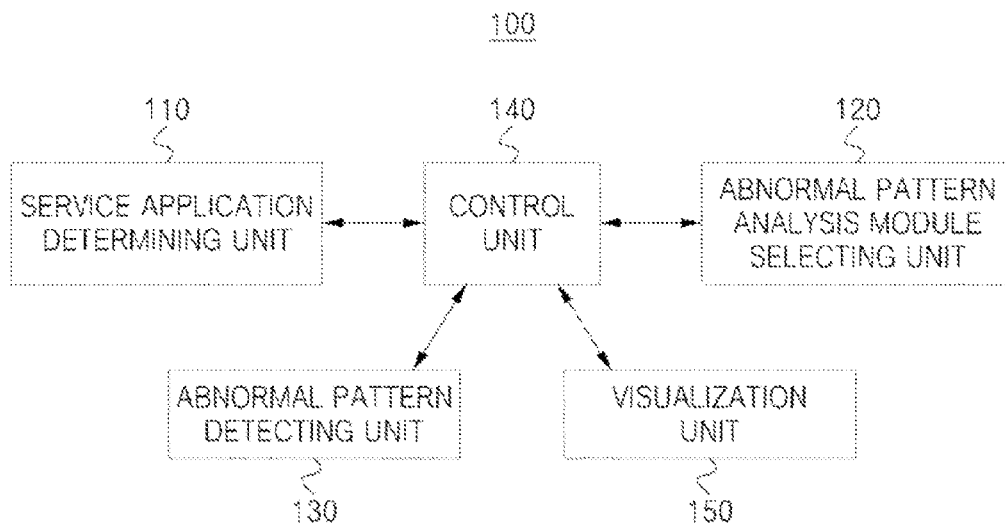 100
110
140
120
SERVICE APPLICATION
DETERMINING UNIT
CONTROL
UNIT
ABNORMAL PATTERN
ANALYSIS MODULE
SELECTING UNIT
ABNORMAL PATTERN
DETECTING UNIT
VISUALIZATION
UNIT
130
150